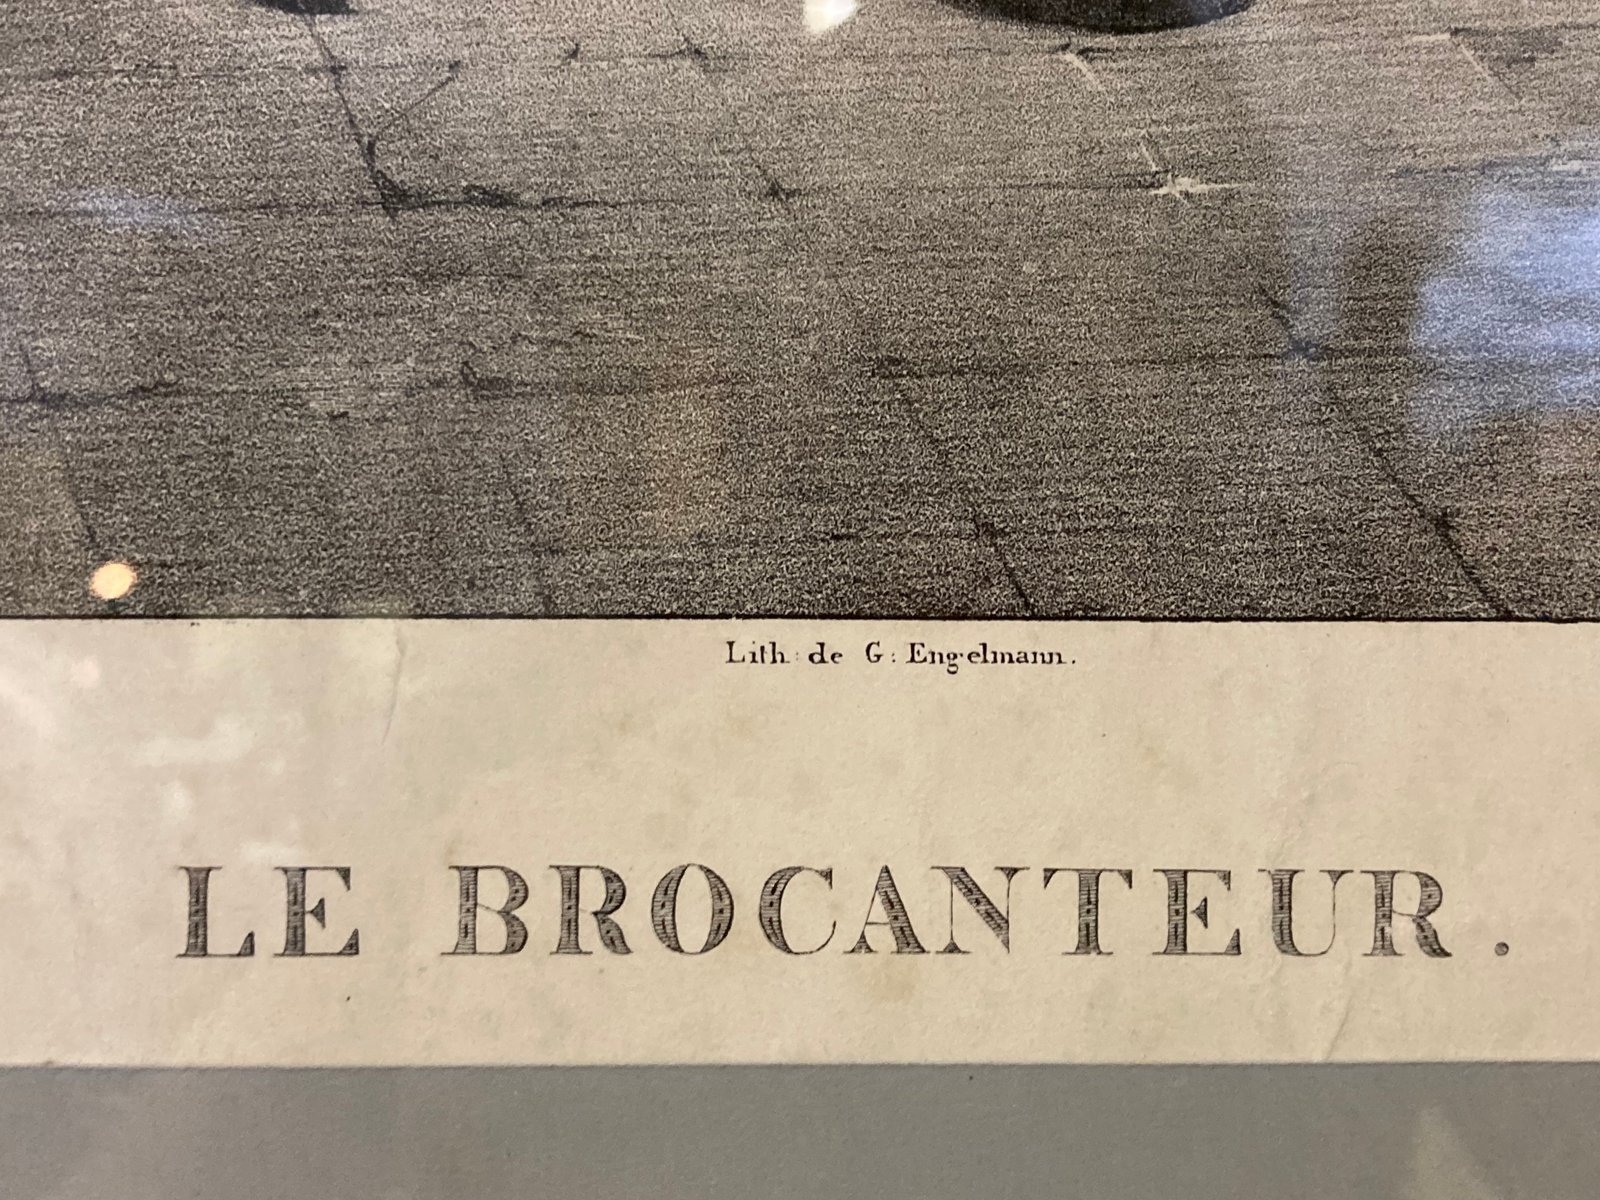 Lith: de G: Engelmann.
LE BROCANTEUR.